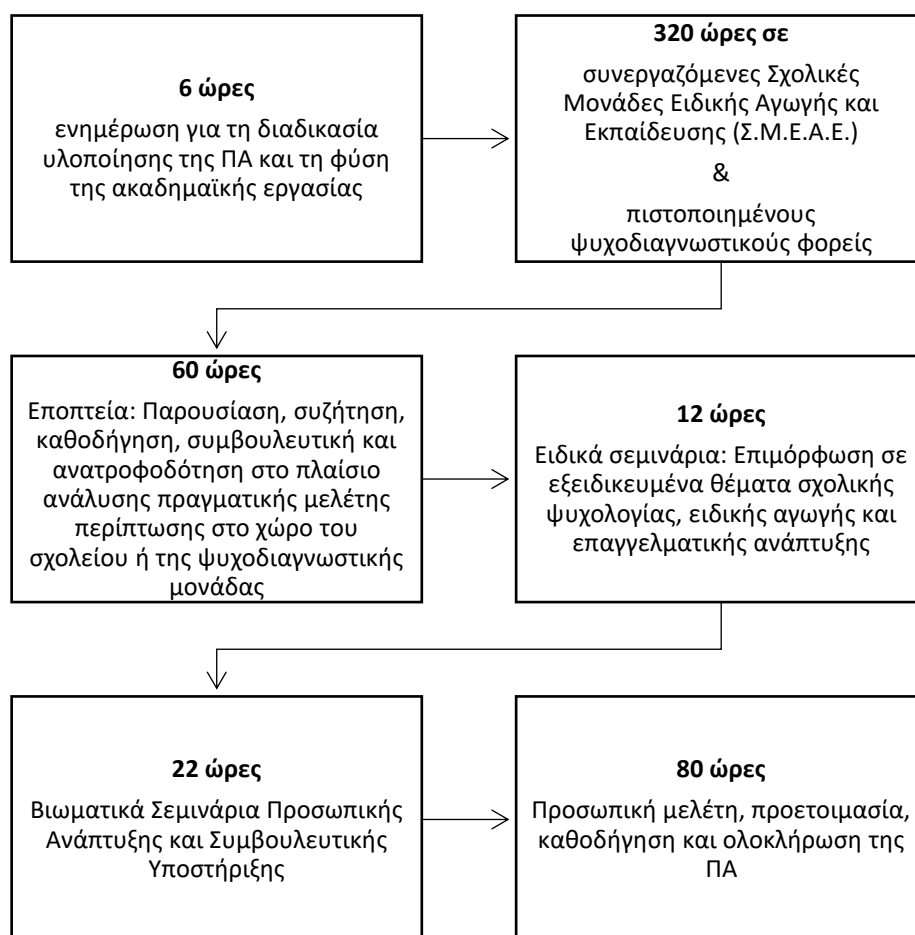 6 ώρες
ενημέρωση για τη διαδικασία
υλοποίησης της ΠΑ και τη φύση
της ακαδημαϊκής εργασίας
320 ώρες σε
συνεργαζόμενες Σχολικές
Μονάδες Ειδικής Αγωγής και
Εκπαίδευσης (Σ.Μ.Ε.Α.Ε.)
&
πιστοποιημένους
ψυχοδιαγνωστικούς φορείς
60 ώρες
Εποπτεία: Παρουσίαση, συζήτηση,
καθοδήγηση, συμβουλευτική και
ανατροφοδότηση στο πλαίσιο
ανάλυσης πραγματικής μελέτης
περίπτωσης στο χώρο του
σχολείου ή της ψυχοδιαγνωστικής
μονάδας
12 ώρες
Ειδικά σεμινάρια: Επιμόρφωση σε
εξειδικευμένα θέματα σχολικής
ψυχολογίας, ειδικής αγωγής και
επαγγελματικής ανάπτυξης
22 ώρες
Βιωματικά Σεμινάρια Προσωπικής
Ανάπτυξης και Συμβουλευτικής
Υποστήριξης
80 ώρες
Προσωπική μελέτη, προετοιμασία,
καθοδήγηση και ολοκλήρωση της
ΠΑ